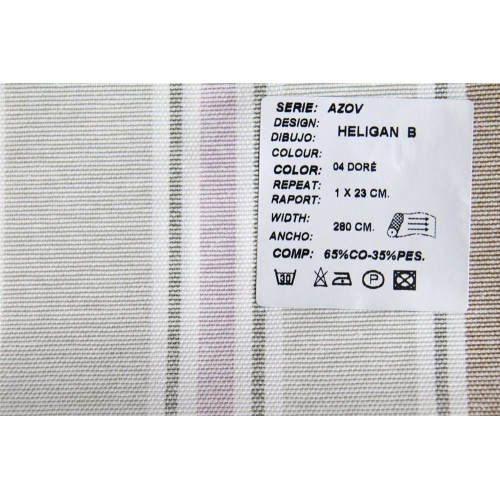 SERIE: AZOV
DESIGN:
DIBUJO: HELIGAN B
COLOUR:
COLOR: 04 DORÉ
REPEAT:
RAPORT: 1 X 23 CM.
WIDTH:
ANCHO: 280 CM.
COMP: 65%CO-35%PES.
30 P